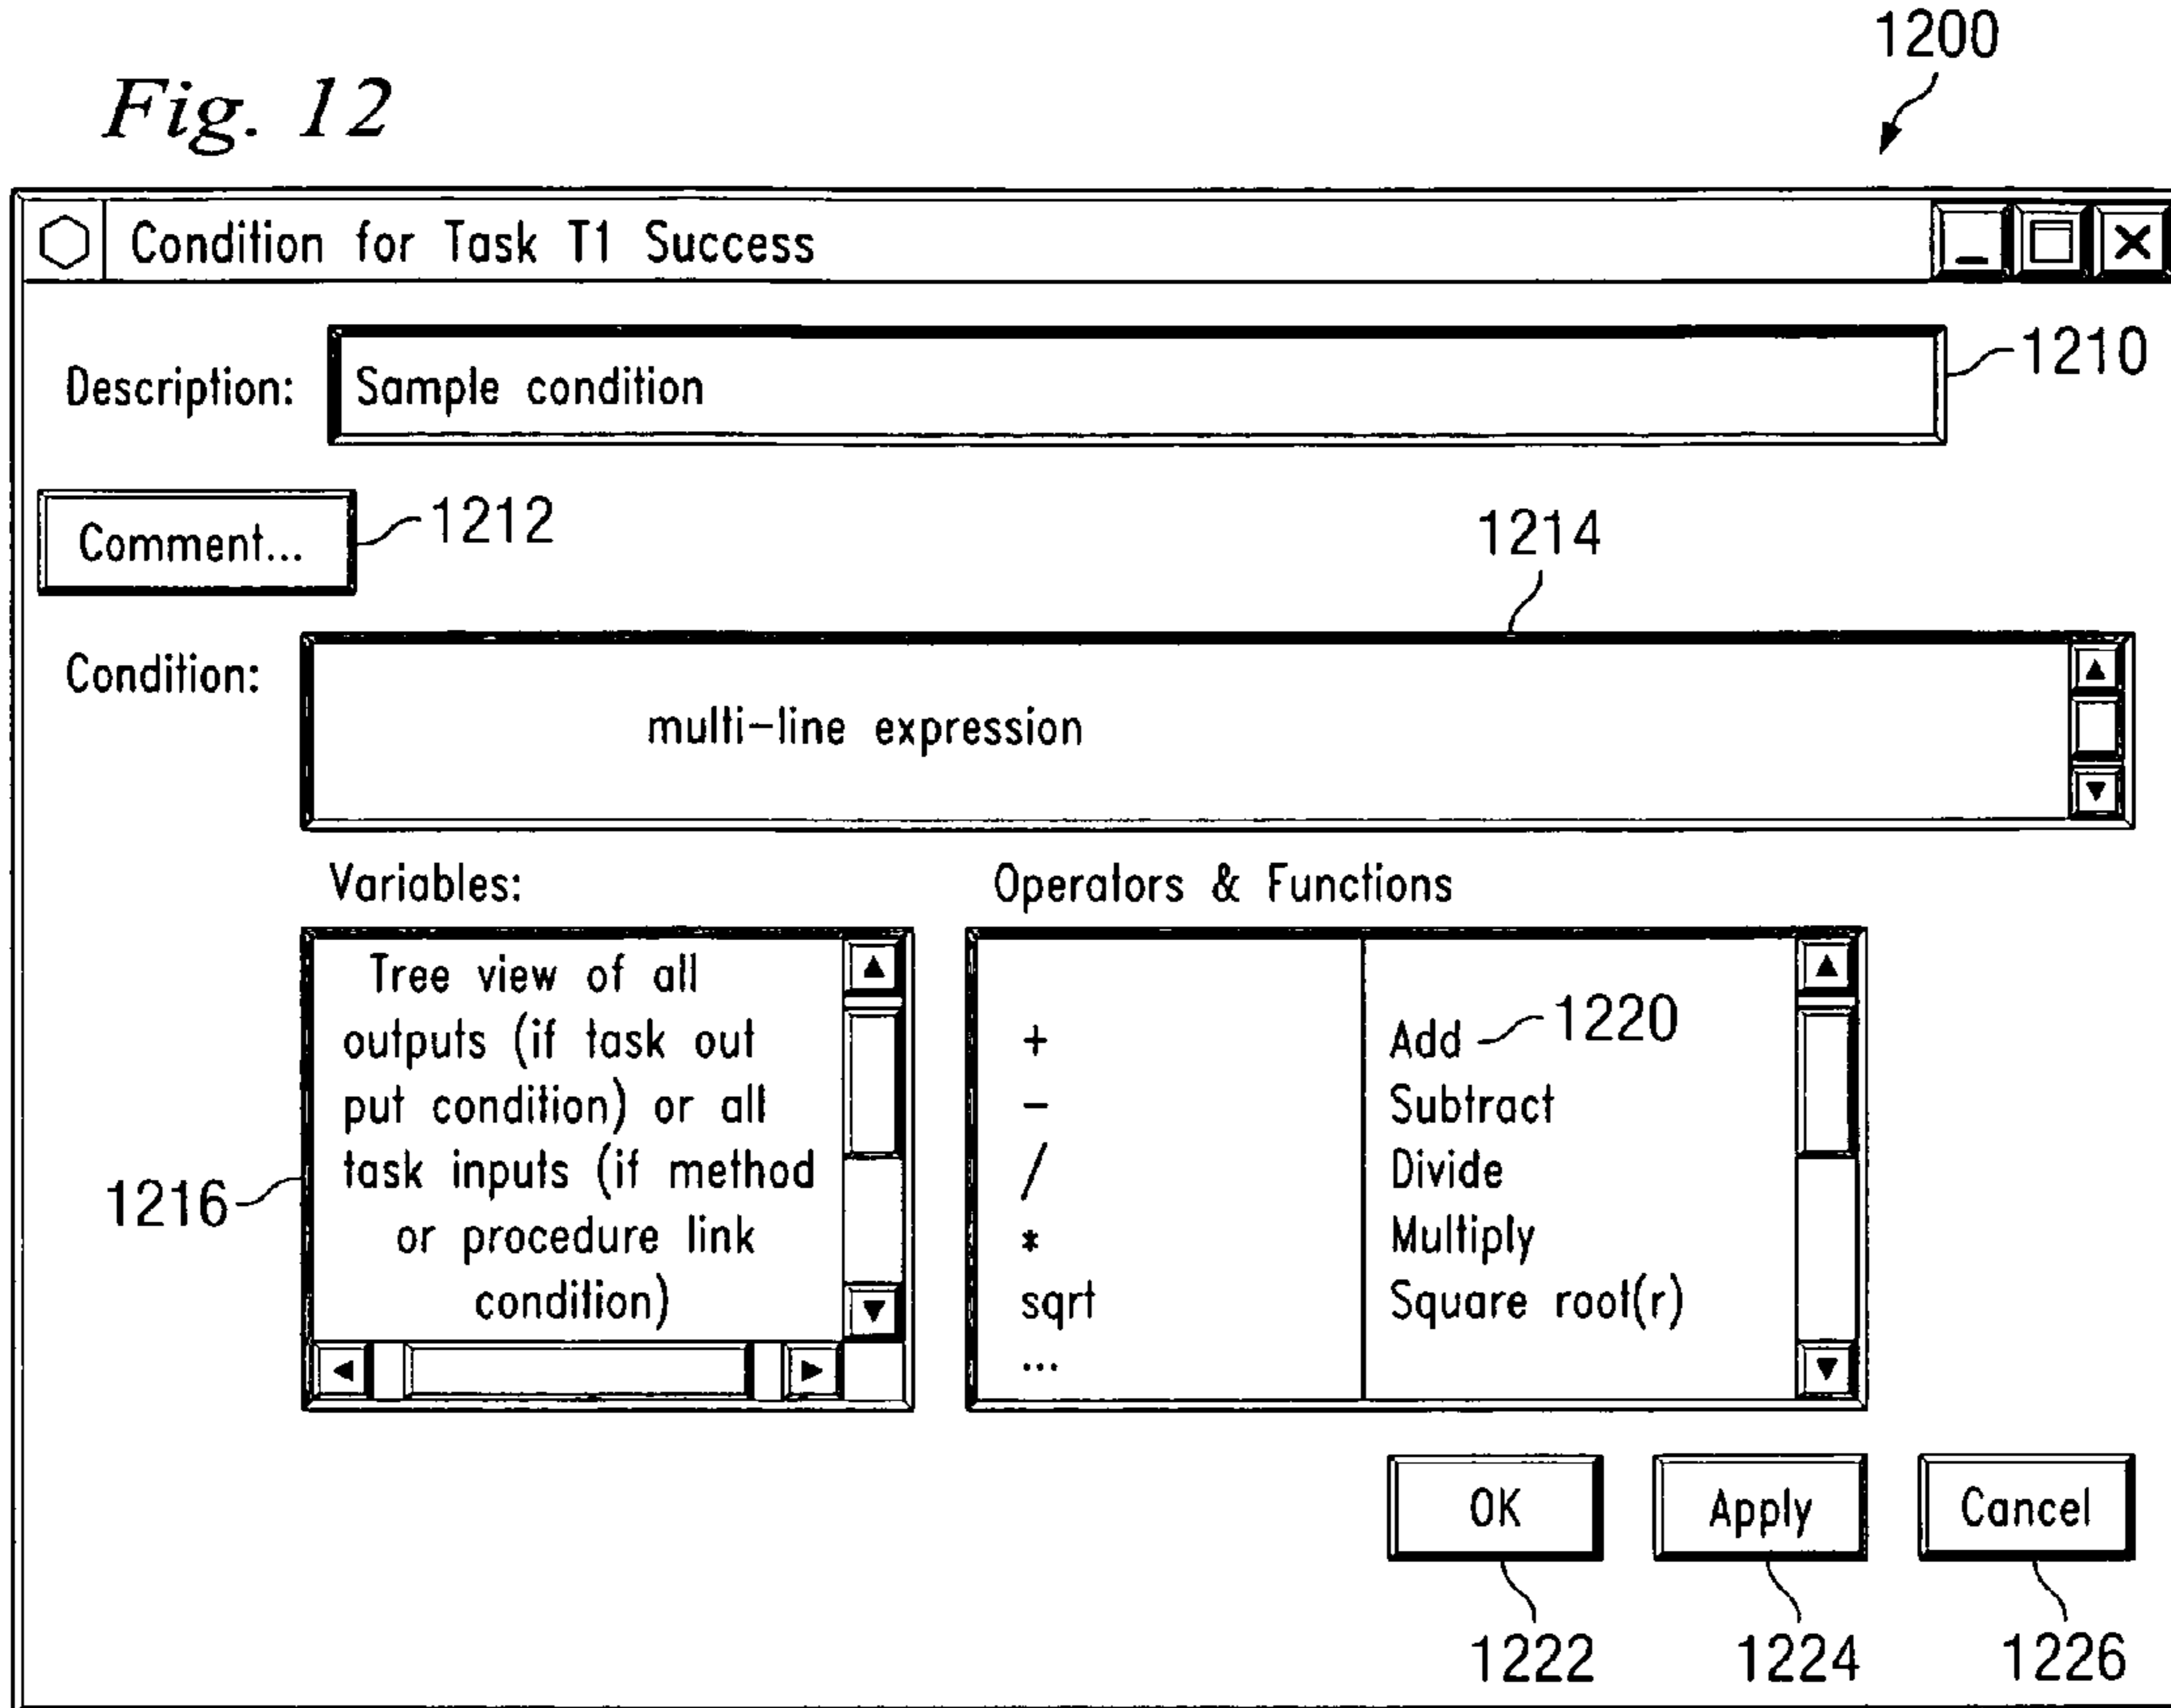 1200
Fig. 12
Condition for Task T1 Success
Description: Sample condition
1210
Comment...
1212
1214
Condition: multi-line expression
Variables:
Tree view of all
outputs (if task out
put condition) or all
task inputs (if method
or procedure link
condition)
1216
Operators & Functions
+ Add 1220
- Subtract
/ Divide
* Multiply
sqrt Square root(r)
...
OK Apply Cancel
1222 1224 1226